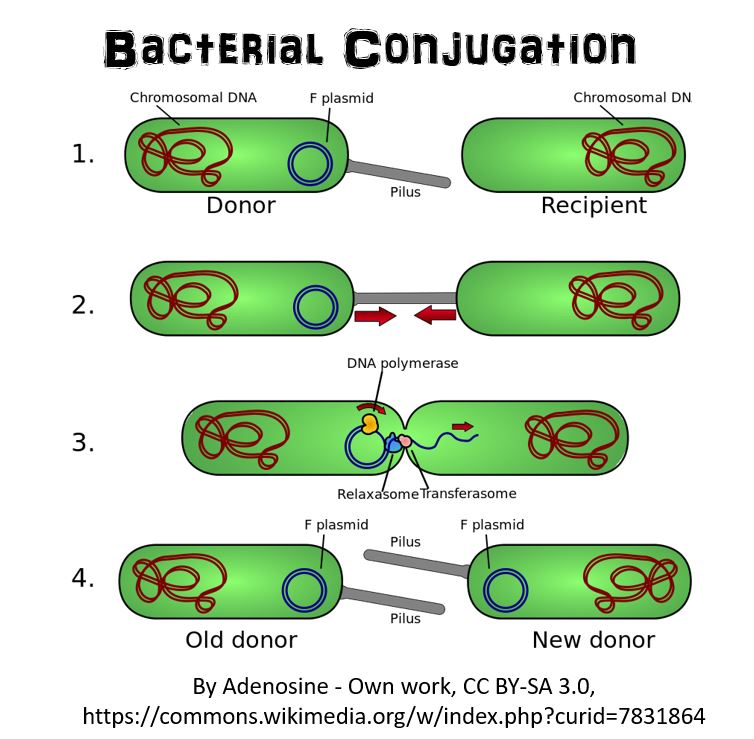 Bacterial Conjugation
Chromosomal DNA
F plasmid
Chromosomal DN
1.
Pilus
Donor
Recipient
2.
DNA polymerase
3.
Relaxasome
Transferasome
F plasmid
F plasmid
Pilus
4.
Pilus
Old donor
New donor
By Adenosine - Own work, CC BY-SA 3.0,
https://commons.wikimedia.org/w/index.php?curid=7831864